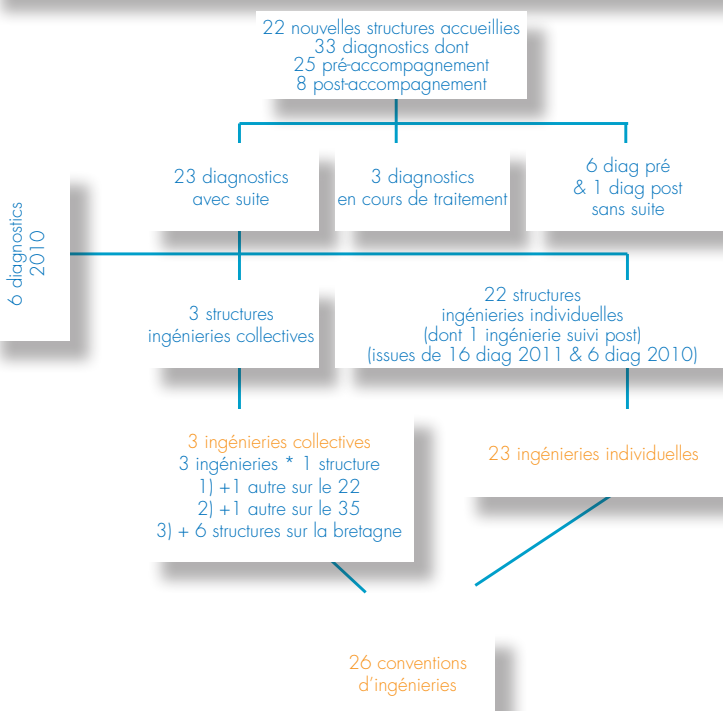 22 nouvelles structures accueillies
33 diagnostics dont
25 pré-accompagnement
8 post-accompagnement
23 diagnostics
avec suite
3 diagnostics
en cours de traitement
6 diag pré
& 1 diag post
sans suite
6 diagnostics
2010
3 structures
ingénieries collectives
22 structures
ingénieries individuelles
(dont 1 ingénierie suivi post)
(issues de 16 diag 2011 & 6 diag 2010)
3 ingénieries collectives
3 ingénieries * 1 structure
1) +1 autre sur le 22
2) +1 autre sur le 35
3) + 6 structures sur la bretagne
23 ingénieries individuelles
26 conventions
d'ingénieries